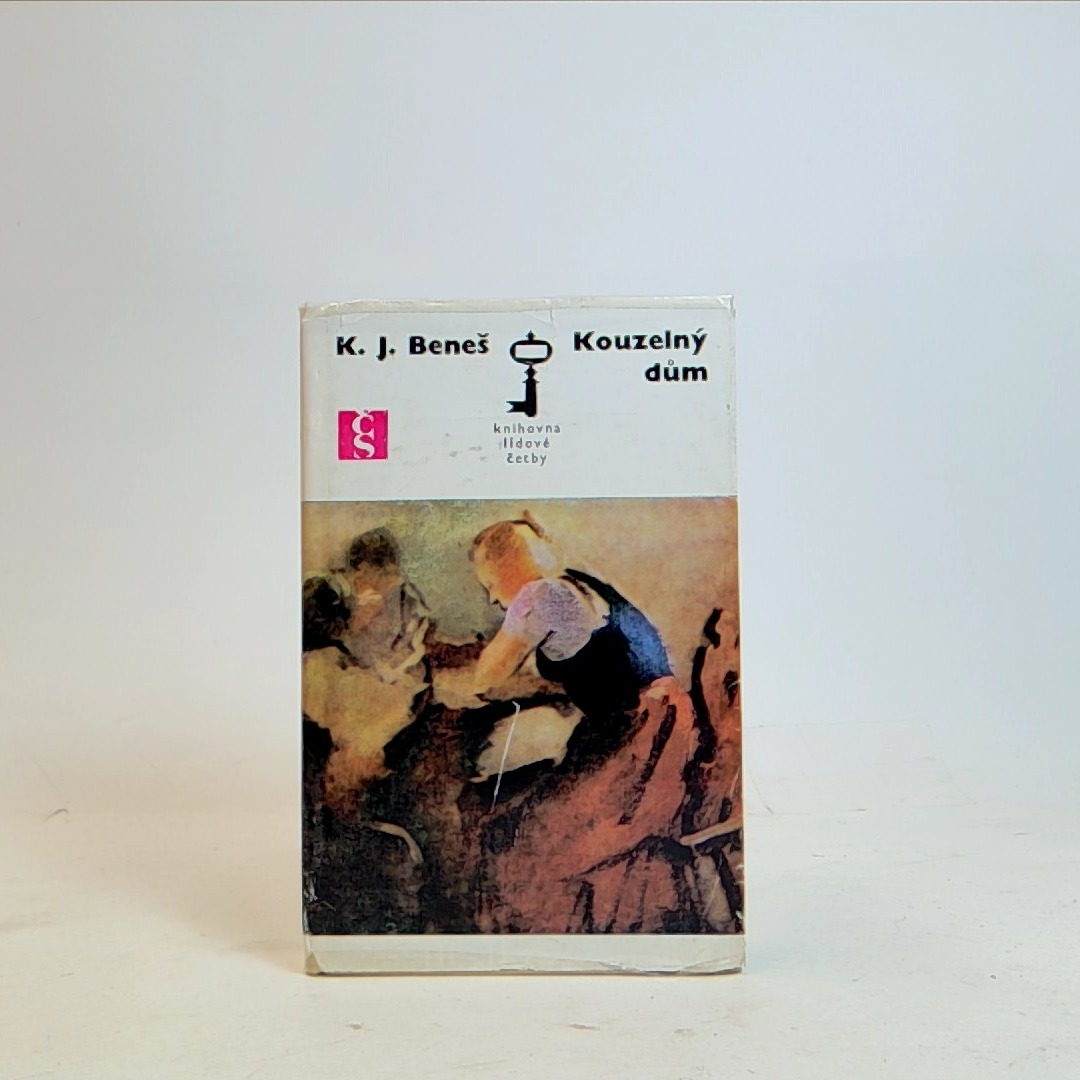 K. J. Beneš
Kouzelný
dům
ČS
knihovna
lidové
četby